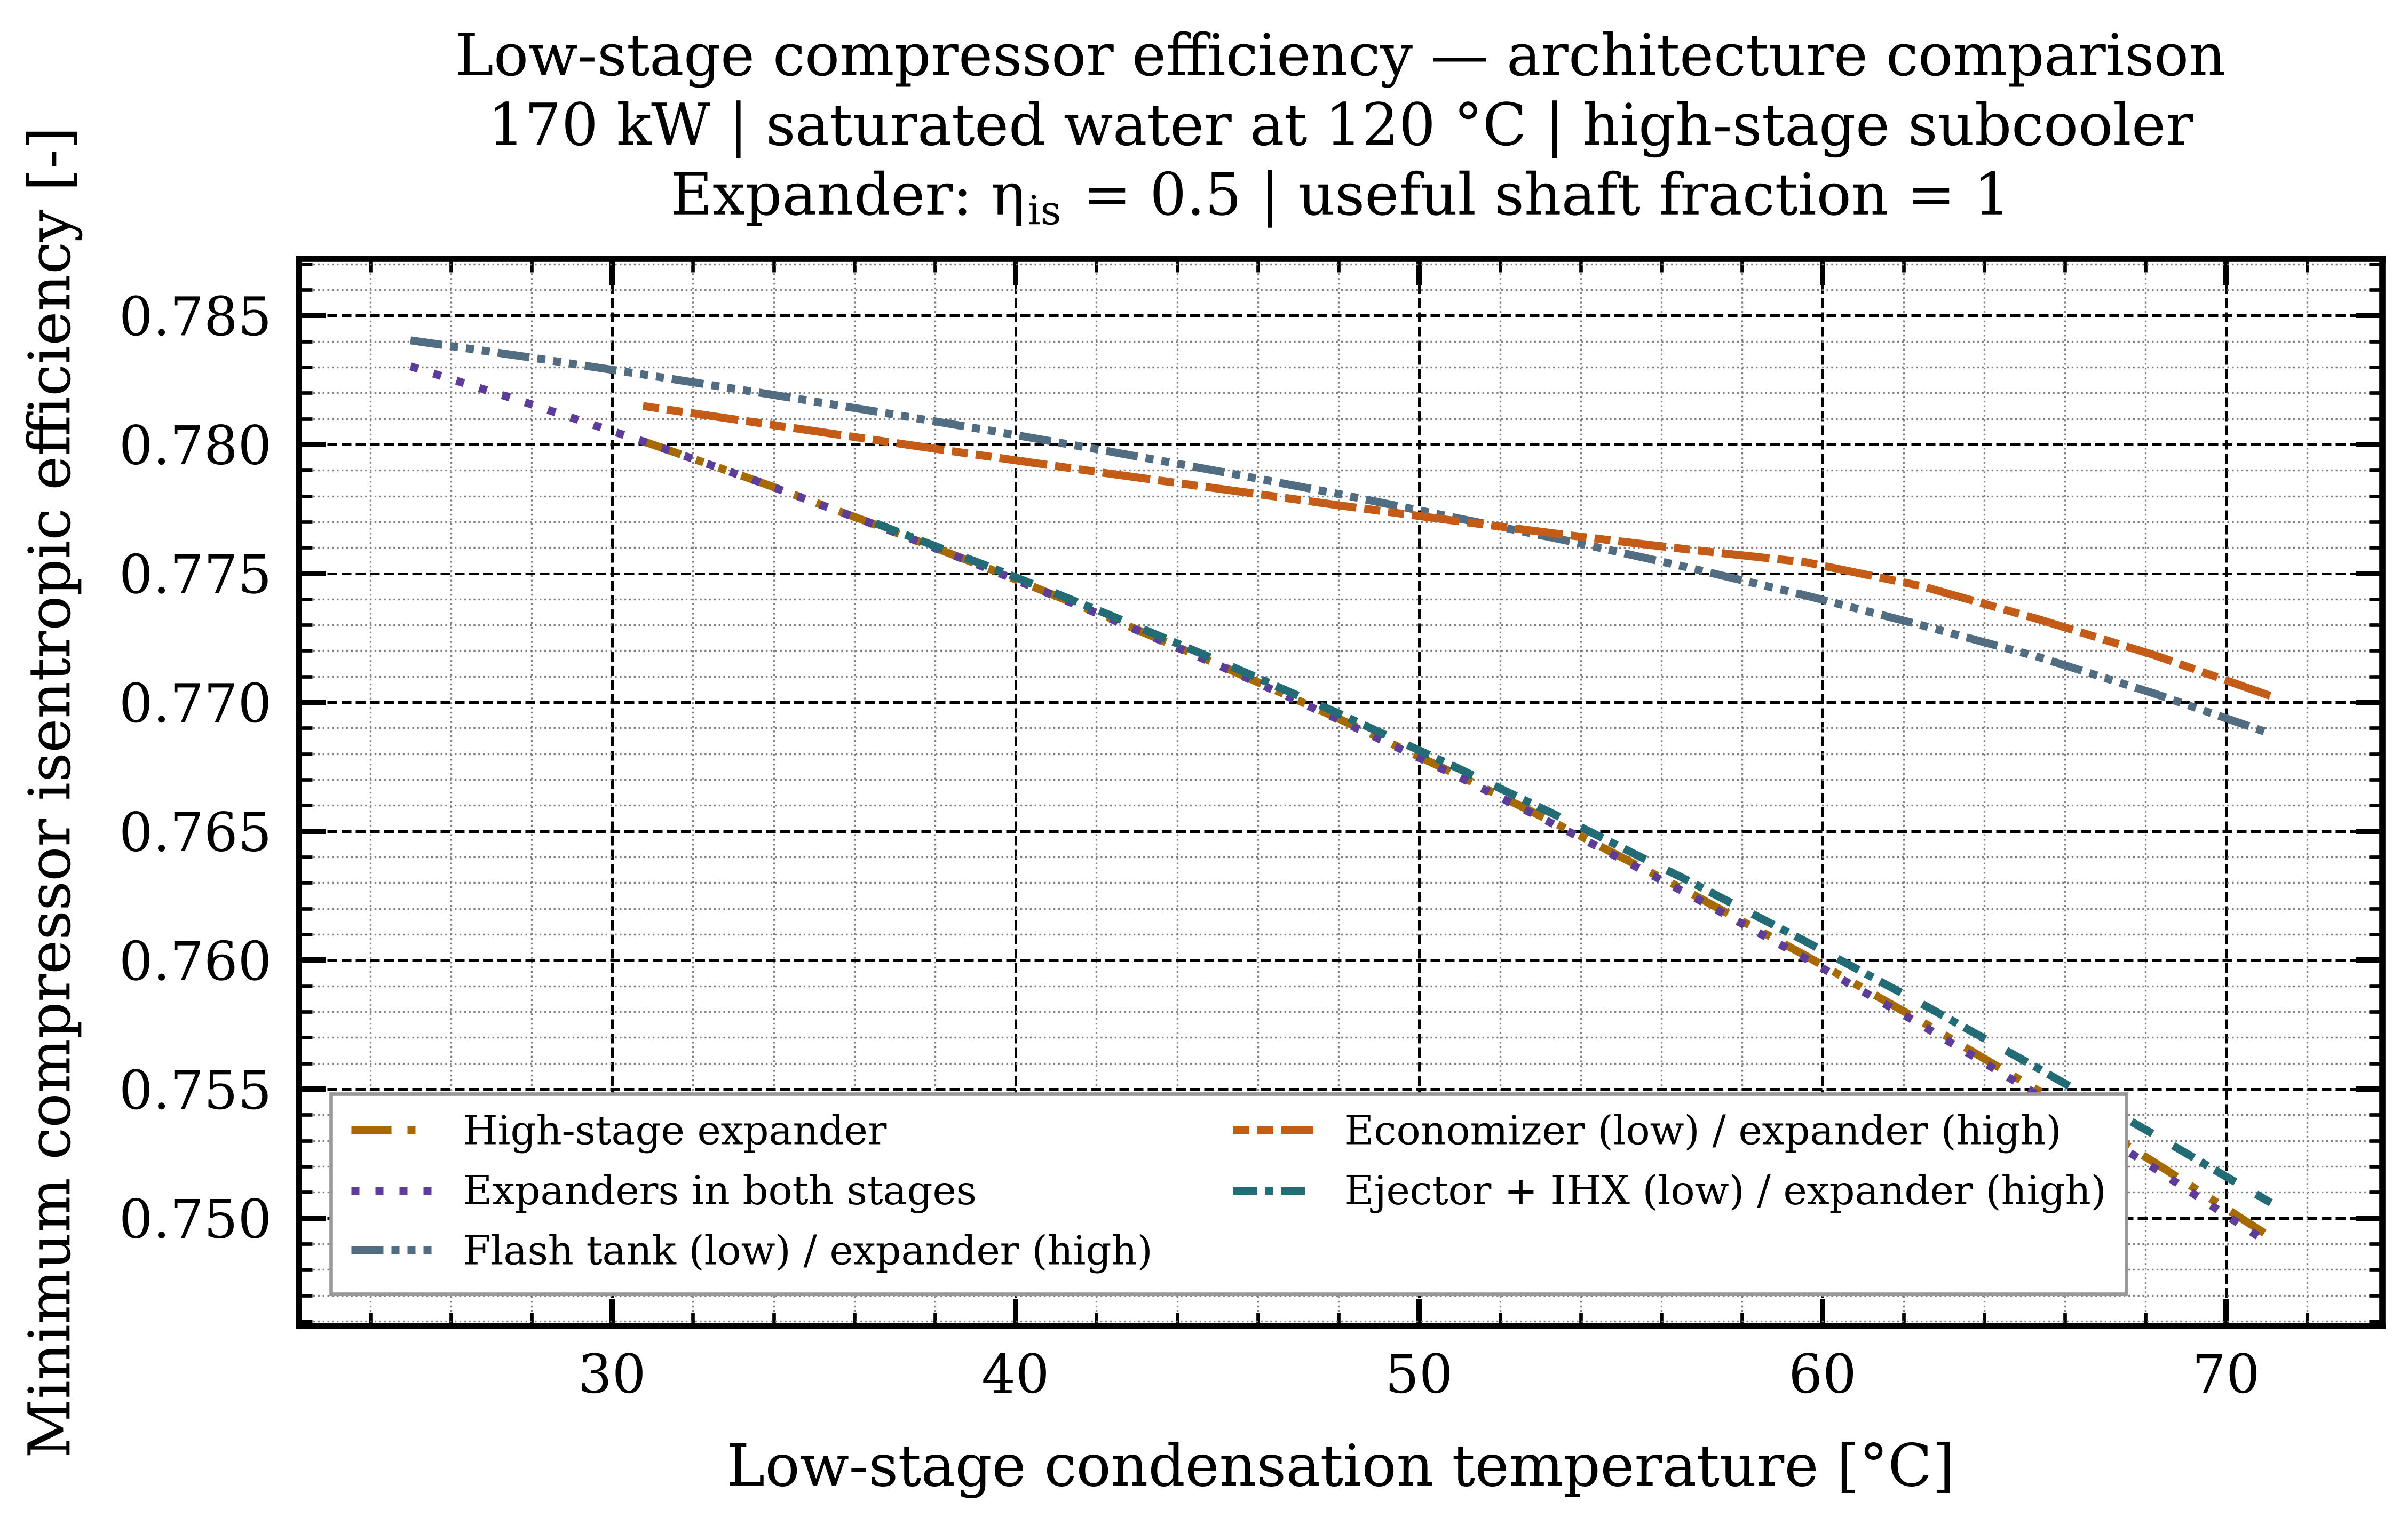 Low-stage compressor efficiency — architecture comparison
170 kW | saturated water at 120 °C | high-stage subcooler
Expander: ηis = 0.5 | useful shaft fraction = 1
Minimum compressor isentropic efficiency [-]
0.785
0.780
0.775
0.770
0.765
0.760
0.755
0.750
High-stage expander
Expanders in both stages
Flash tank (low) / expander (high)
Economizer (low) / expander (high)
Ejector + IHX (low) / expander (high)
30 40 50 60 70
Low-stage condensation temperature [°C]